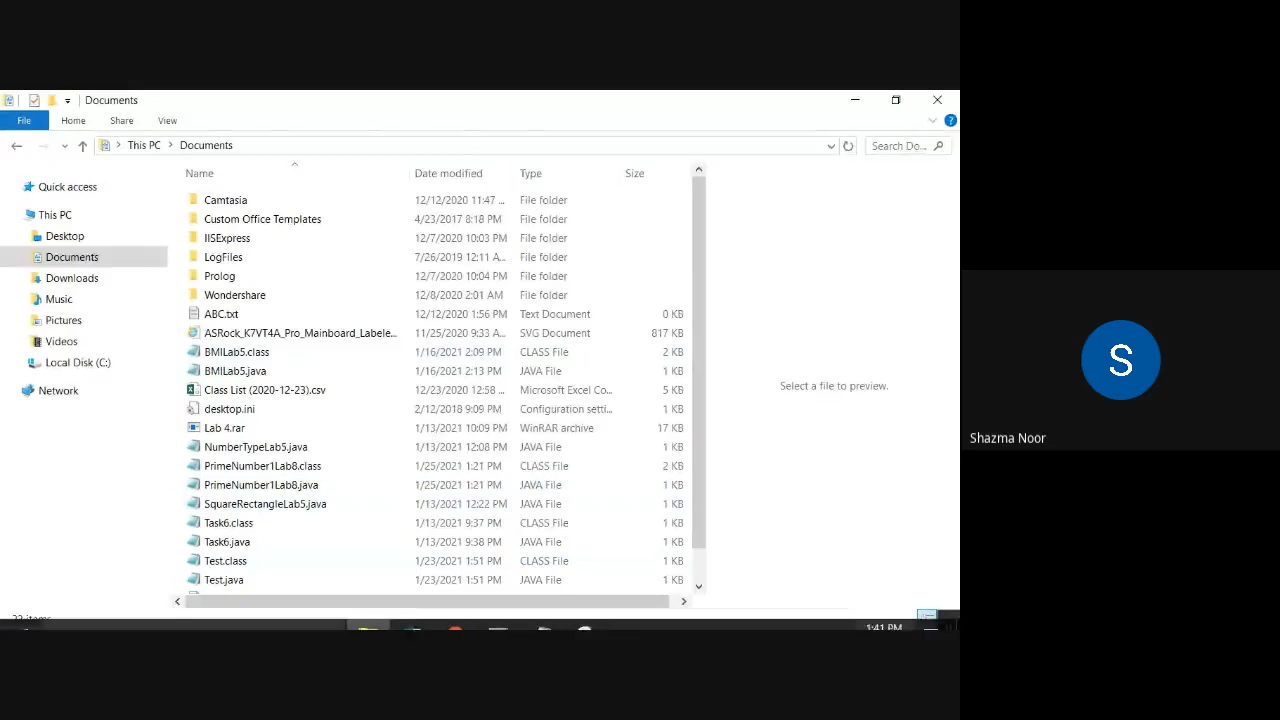 Documents
File Home Share View
This PC Documents Search Do...
Name Date modified Type Size
Quick access
This PC
Desktop
Documents
Downloads
Music
Pictures
Videos
Local Disk (C:)
Network
Camtasia 12/12/2020 11:47 ... File folder
Custom Office Templates 4/23/2017 8:18 PM File folder
IISExpress 12/7/2020 10:03 PM File folder
LogFiles 7/26/2019 12:11 A... File folder
Prolog 12/7/2020 10:04 PM File folder
Wondershare 12/8/2020 2:01 AM File folder
ABC.txt 12/12/2020 1:56 PM Text Document 0 KB
ASRock_K7VT4A_Pro_Mainboard_Labele... 11/25/2020 9:33 A... SVG Document 817 KB
BMILab5.class 1/16/2021 2:09 PM CLASS File 2 KB
BMILab5.java 1/16/2021 2:13 PM JAVA File 1 KB
Class List (2020-12-23).csv 12/23/2020 12:58 ... Microsoft Excel Co... 5 KB
desktop.ini 2/12/2018 9:09 PM Configuration setti... 1 KB
Lab 4.rar 1/13/2021 10:09 PM WinRAR archive 17 KB
NumberTypeLab5.java 1/13/2021 12:08 PM JAVA File 1 KB
PrimeNumber1Lab8.class 1/25/2021 1:21 PM CLASS File 2 KB
PrimeNumber1Lab8.java 1/25/2021 1:21 PM JAVA File 1 KB
SquareRectangleLab5.java 1/13/2021 12:22 PM JAVA File 1 KB
Task6.class 1/13/2021 9:37 PM CLASS File 1 KB
Task6.java 1/13/2021 9:38 PM JAVA File 1 KB
Test.class 1/23/2021 1:51 PM CLASS File 1 KB
Test.java 1/23/2021 1:51 PM JAVA File 1 KB
Select a file to preview.
1:41 PM
S
Shazma Noor